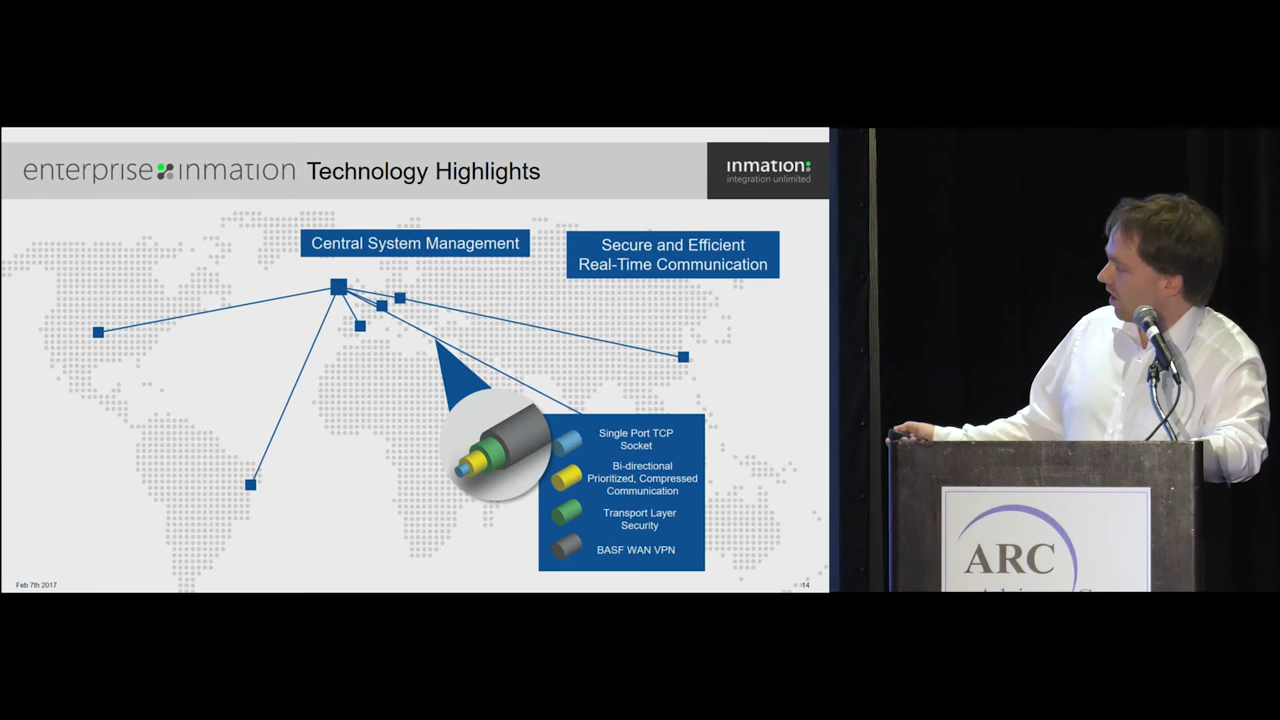 enterprise:inmation Technology Highlights
inmation:
integration unlimited
Central System Management
Secure and Efficient
Real-Time Communication
Single Port TCP
Socket
Bi-directional
Prioritized, Compressed
Communication
Transport Layer
Security
BASF WAN VPN
Feb 7th 2017
14
ARC